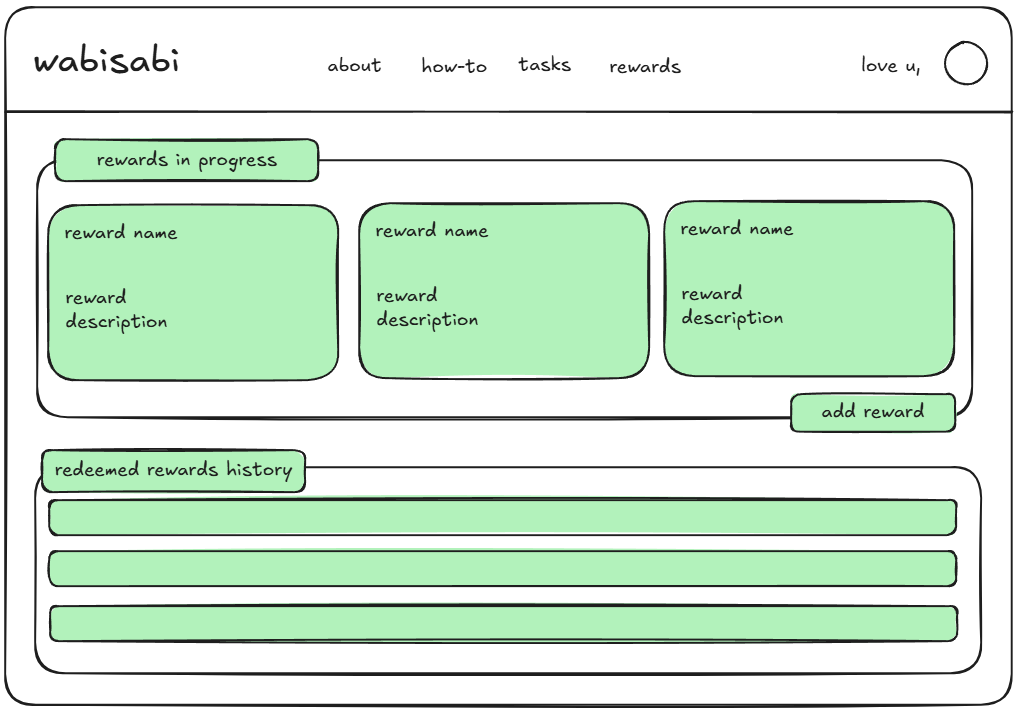 wabisabi
about how-to tasks rewards
love u,
rewards in progress
reward name
reward
description
reward name
reward
description
reward name
reward
description
add reward
redeemed rewards history